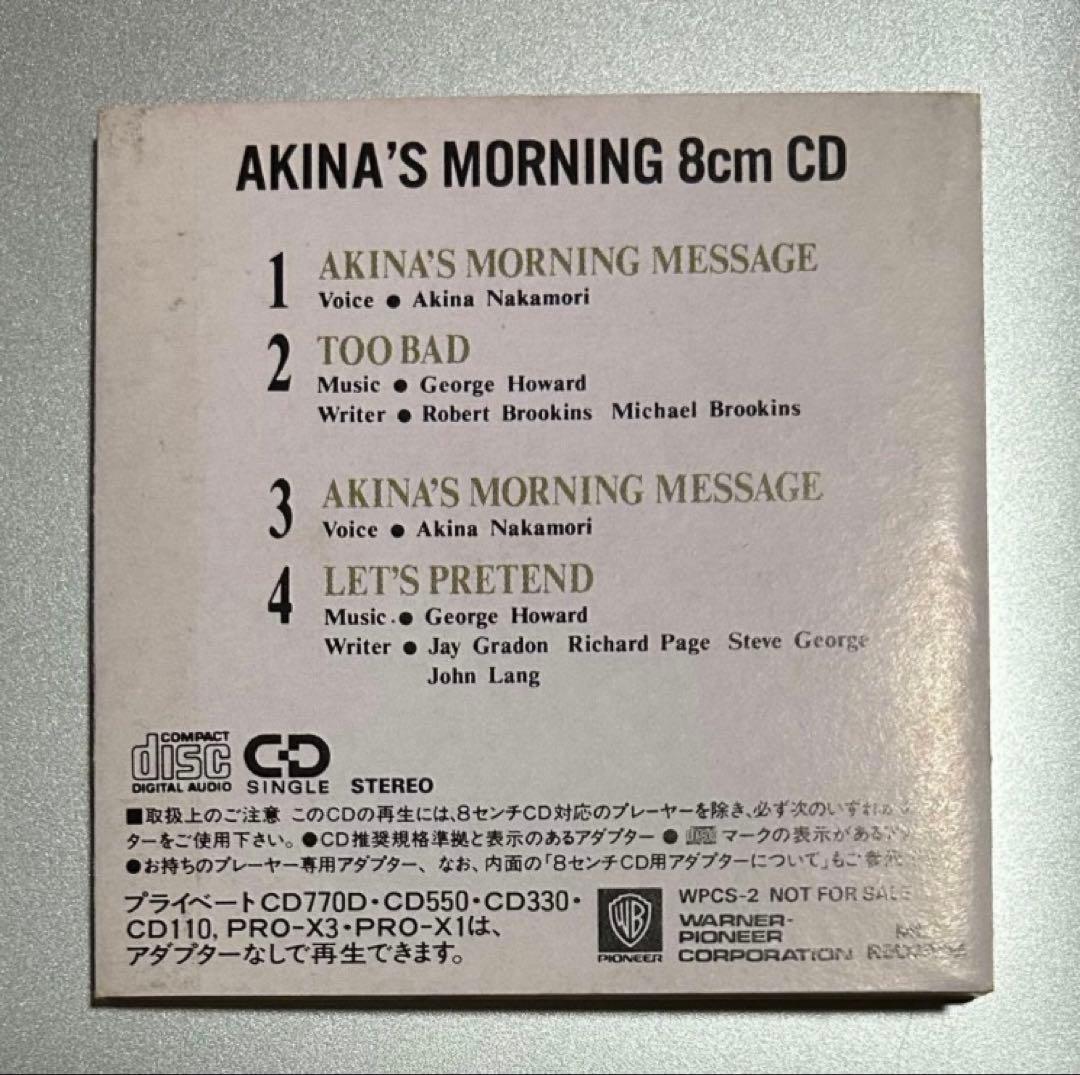 AKINA'S MORNING 8cm CD
1 AKINA'S MORNING MESSAGE
Voice ● Akina Nakamori
2 TOO BAD
Music ● George Howard
Writer ● Robert Brookins Michael Brookins
3 AKINA'S MORNING MESSAGE
Voice ● Akina Nakamori
4 LET'S PRETEND
Music ● George Howard
Writer ● Jay Gradon Richard Page Steve George
John Lang
COMPACT disc DIGITAL AUDIO CD SINGLE STEREO
■取扱上のご注意 このCDの再生には、8センチCD対応のプレーヤーを除き、必ず次のいずれか
ターをご使用下さい。●CD推奨規格準拠と表示のあるアダプター ● マークの表示がある
●お持ちのプレーヤー専用アダプター、なお、内面の「8センチCD用アダプターについて」もご参照
プライベートCD770D・CD550・CD330・
CD110, PRO-X3・PRO-X1は、
アダプターなしで再生できます。
WB PIONEER
WPCS-2 NOT FOR SALE
WARNER-
PIONEER
CORPORATION